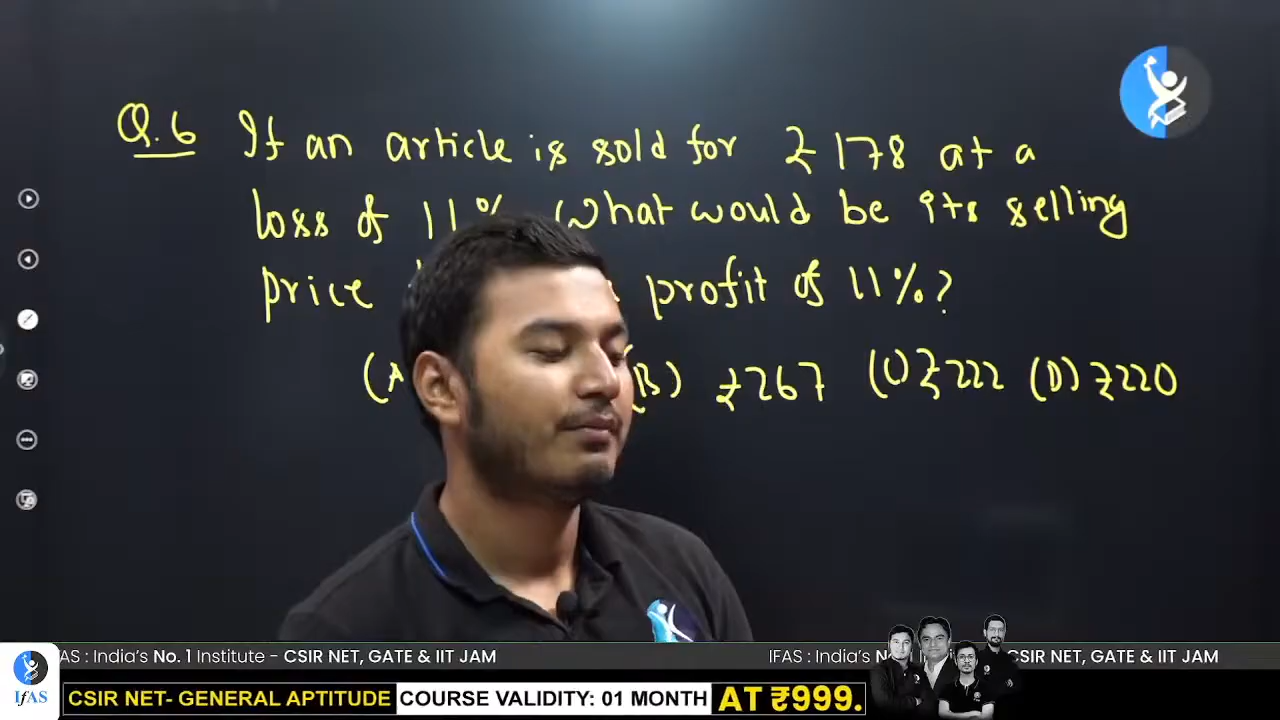 Q.6 If an article is sold for ₹178 at a
loss of 11% What would be its selling
price profit of 11%?
(A (B) ₹267 (C) ₹222 (D) ₹220
AS : India's No. 1 Institute - CSIR NET, GATE & IIT JAM
IFAS : India's CSIR NET, GATE & IIT JAM
IFAS
CSIR NET- GENERAL APTITUDE COURSE VALIDITY: 01 MONTH AT ₹999.